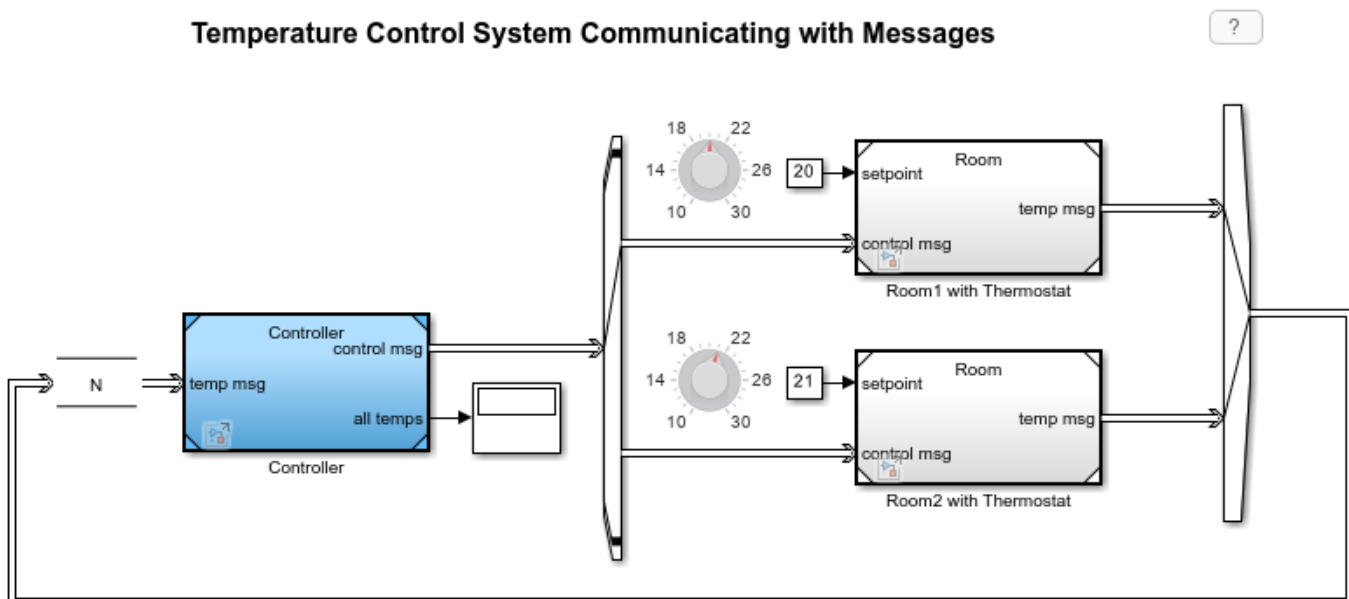 Temperature Control System Communicating with Messages
?
18 22
14 26
10 30
20
setpoint
Room
temp msg
control msg
Room1 with Thermostat
N
temp msg
Controller
control msg
all temps
Controller
18 22
14 26
10 30
21
setpoint
Room
temp msg
control msg
Room2 with Thermostat